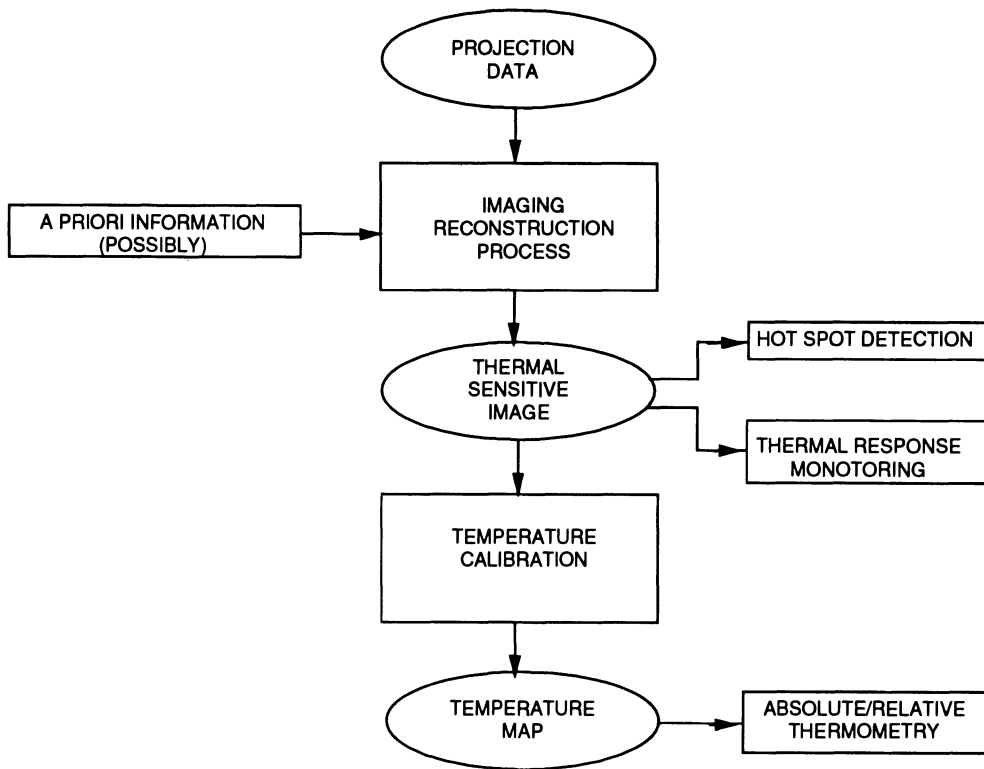 PROJECTION
DATA
A PRIORI INFORMATION
(POSSIBLY)
IMAGING
RECONSTRUCTION
PROCESS
THERMAL
SENSITIVE
IMAGE
HOT SPOT DETECTION
THERMAL RESPONSE
MONOTORING
TEMPERATURE
CALIBRATION
TEMPERATURE
MAP
ABSOLUTE/RELATIVE
THERMOMETRY